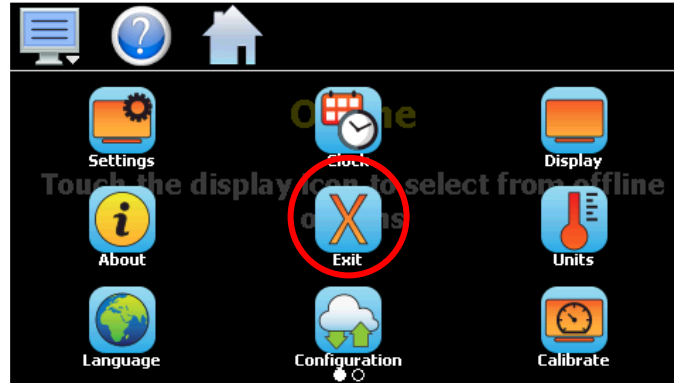 ?
Offline
Settings Clock Display
Touch the display icon to select from offline
options
i X
About Exit Units
Language Configuration Calibrate